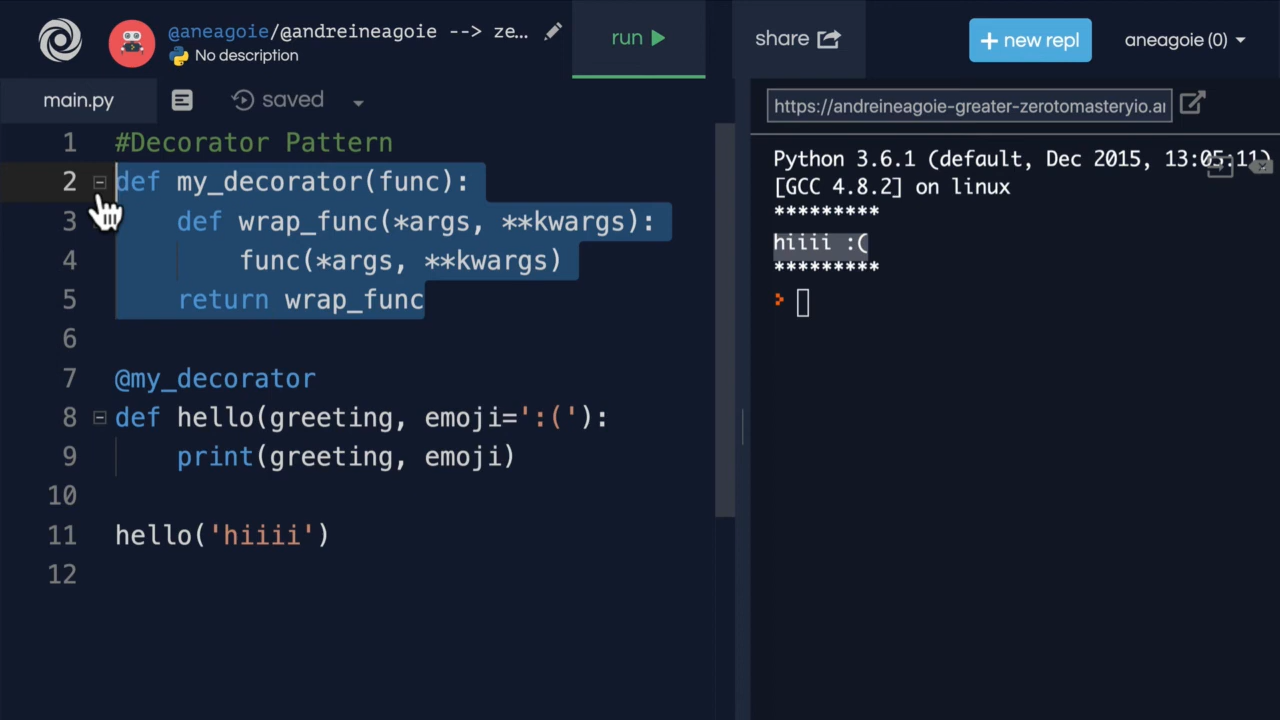 @aneagoie/@andreineagoie --> ze...
No description
run
share
+ new repl
aneagoie (0)
main.py
saved
https://andreineagoie-greater-zerotomasteryio.ar
1 #Decorator Pattern
2 def my_decorator(func):
3     def wrap_func(*args, **kwargs):
4         func(*args, **kwargs)
5     return wrap_func
6
7 @my_decorator
8 def hello(greeting, emoji=':('):
9     print(greeting, emoji)
10
11 hello('hiiii')
12
Python 3.6.1 (default, Dec 2015, 13:05:11)
[GCC 4.8.2] on linux
*********
hiiii :(
*********